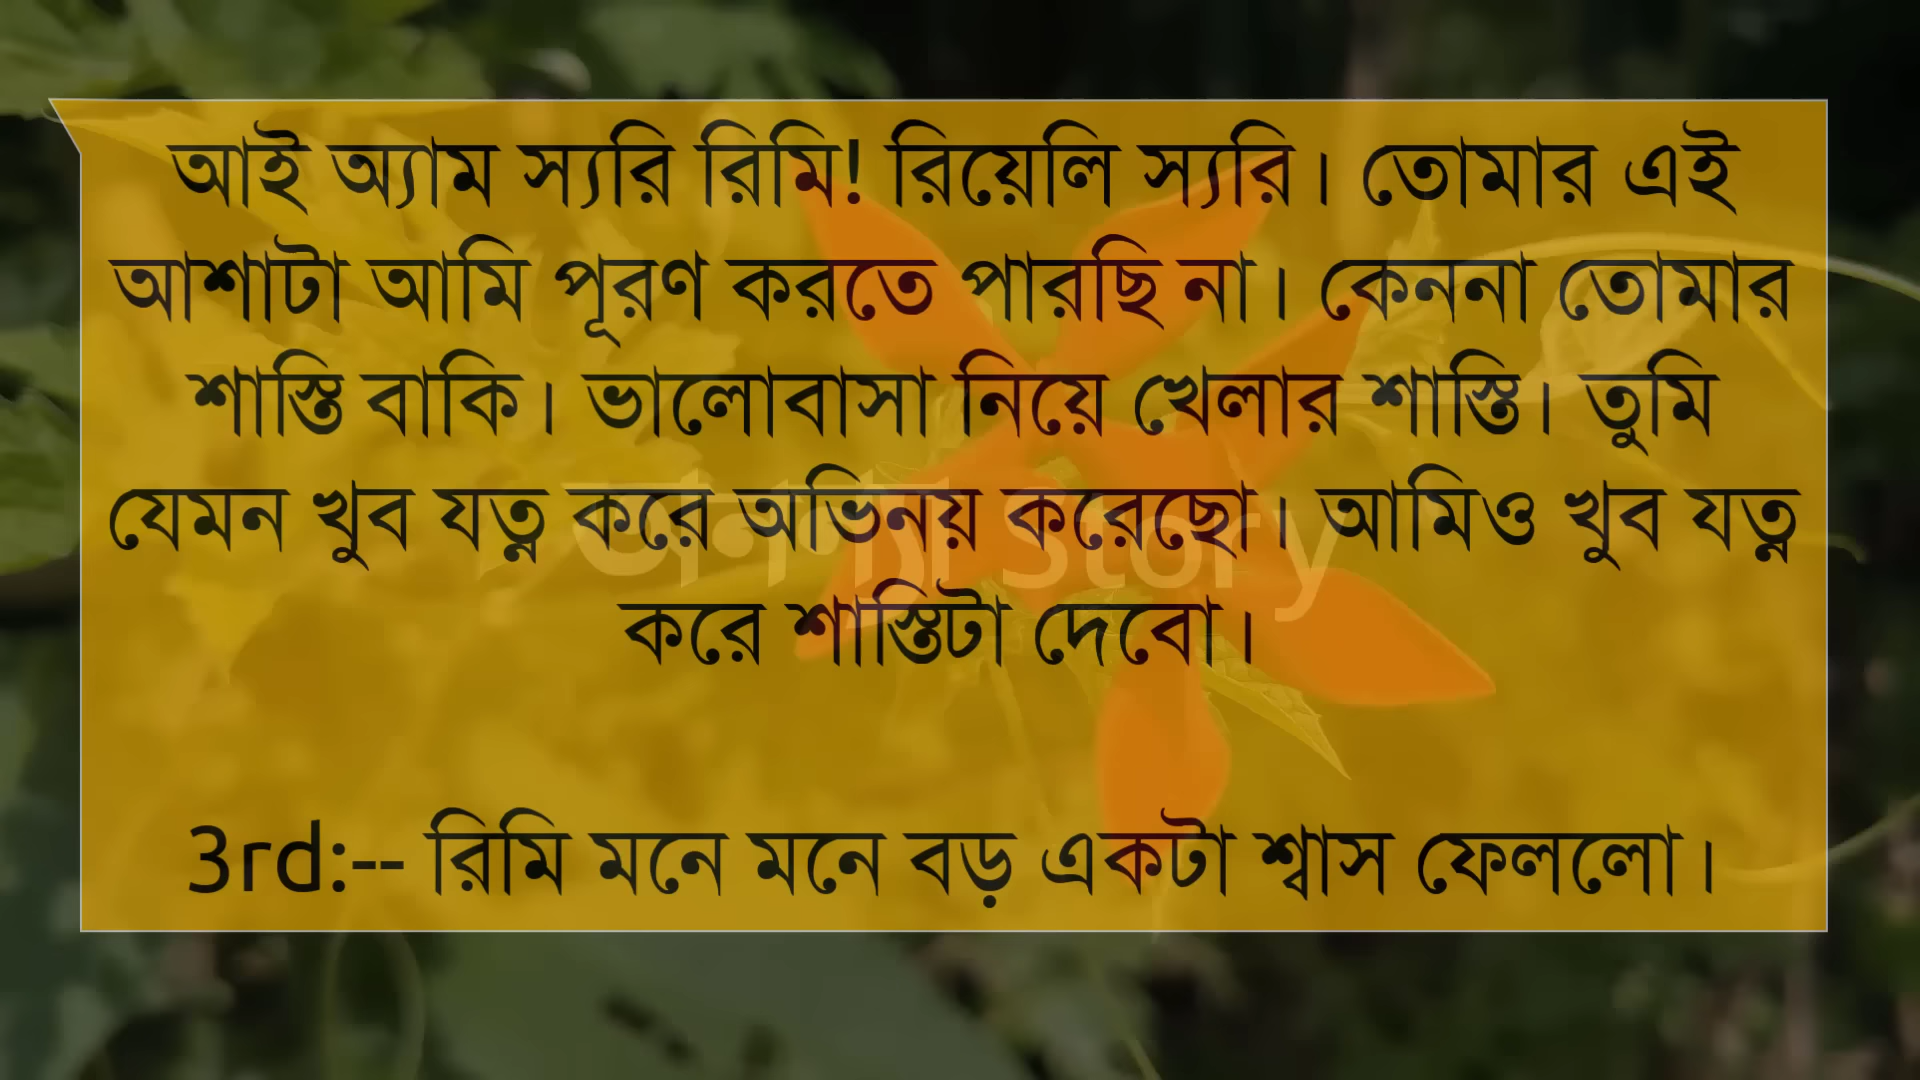 আই অ্যাম স্যরি রিমি! রিয়েলি স্যরি। তোমার এই
আশাটা আমি পূরণ করতে পারছি না। কেননা তোমার
শাস্তি বাকি। ভালোবাসা নিয়ে খেলার শাস্তি। তুমি
যেমন খুব যত্ন করে অভিনয় করেছো। আমিও খুব যত্ন
করে শাস্তিটা দেবো।
3rd:-- রিমি মনে মনে বড় একটা শ্বাস ফেললো।
Story